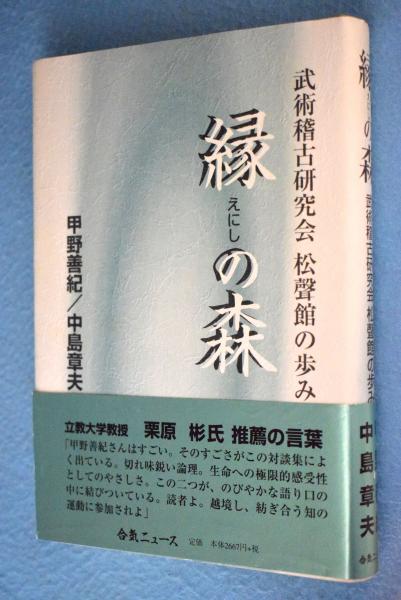 武術稽古研究会 松聲館の歩み
縁の森
えにし
甲野善紀／中島章夫
立教大学教授 栗原 彬氏 推薦の言葉
「甲野善紀さんはすごい。そのすごさがこの対談集によ
く出ている。切れ味鋭い論理。生命への極限的感受性
としてのやさしさ。この二つが、のびやかな語り口の
中に結びついている。読者よ。越境し、紡ぎ合う知の
運動に参加されよ」
合気ニュース
定価 本体2667円+税
縁の森
えにし
武術稽古研究会 松聲館の歩み
中島章夫
合気ニュース